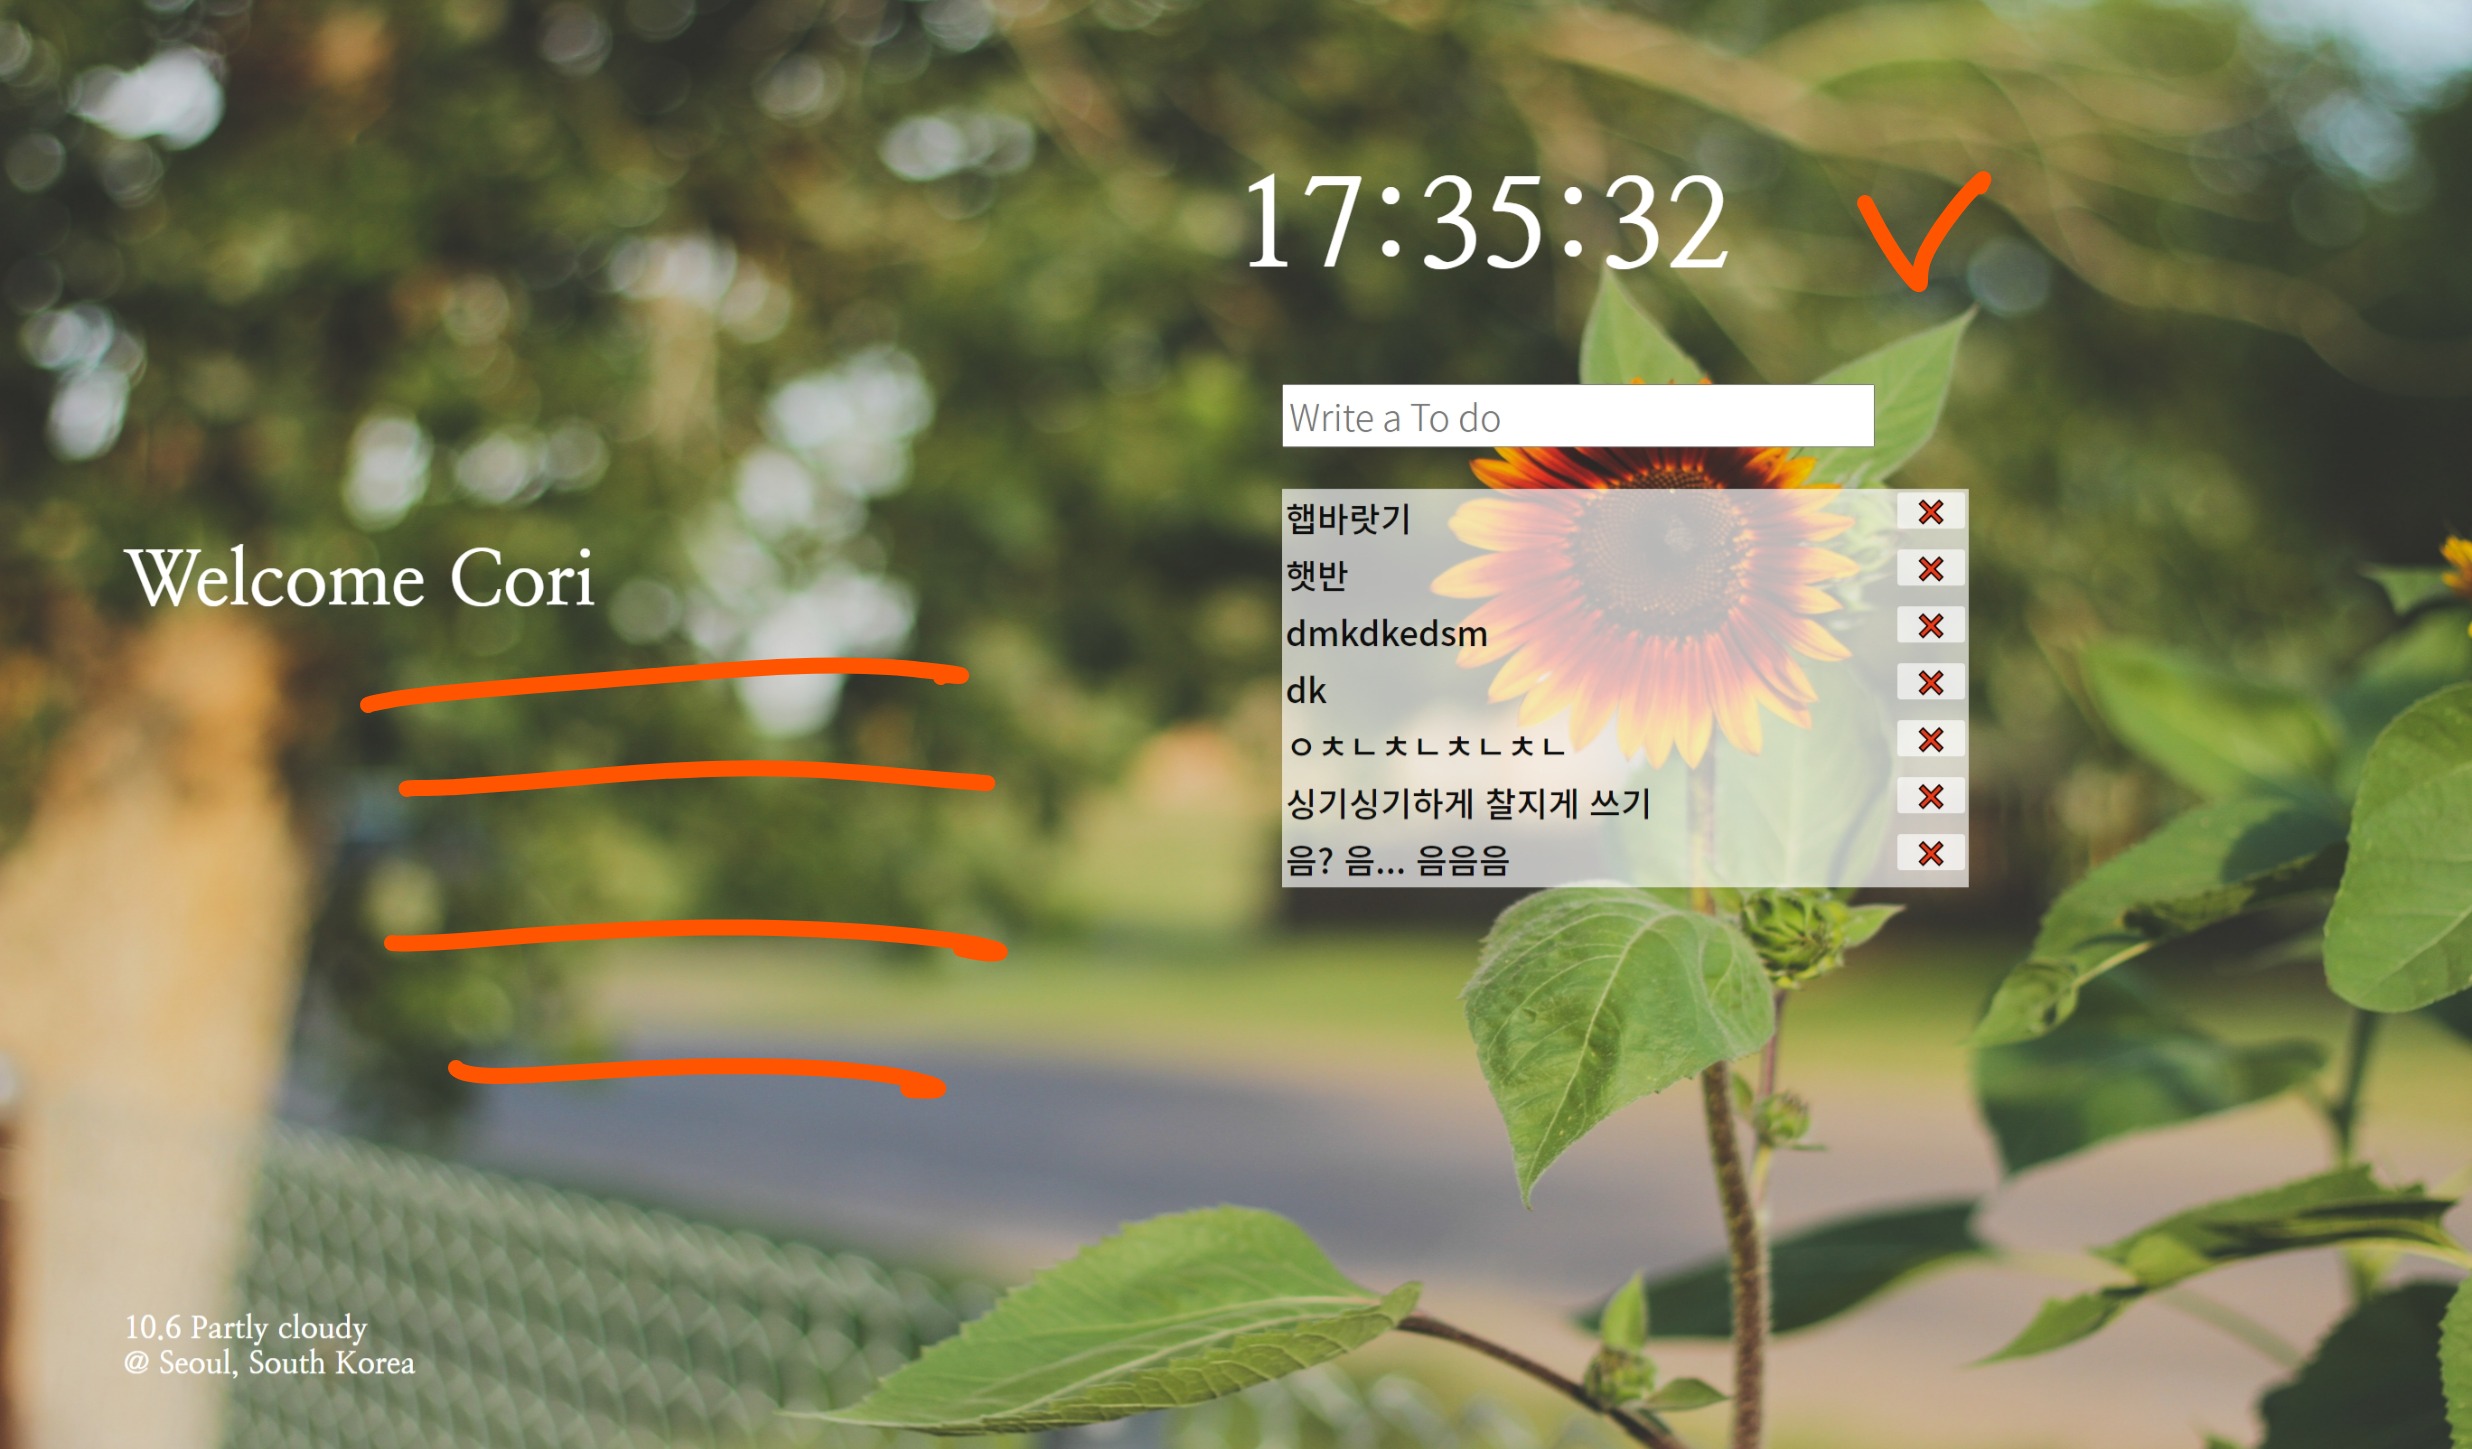 17:35:32
Write a To do
햅바랏기
햇반
dmkdkedsm
dk
ㅇㅊㄴㅊㄴㅊㄴㅊㄴ
싱기싱기하게 찰지게 쓰기
음? 음... 음음음
Welcome Cori
10.6 Partly cloudy
@ Seoul, South Korea